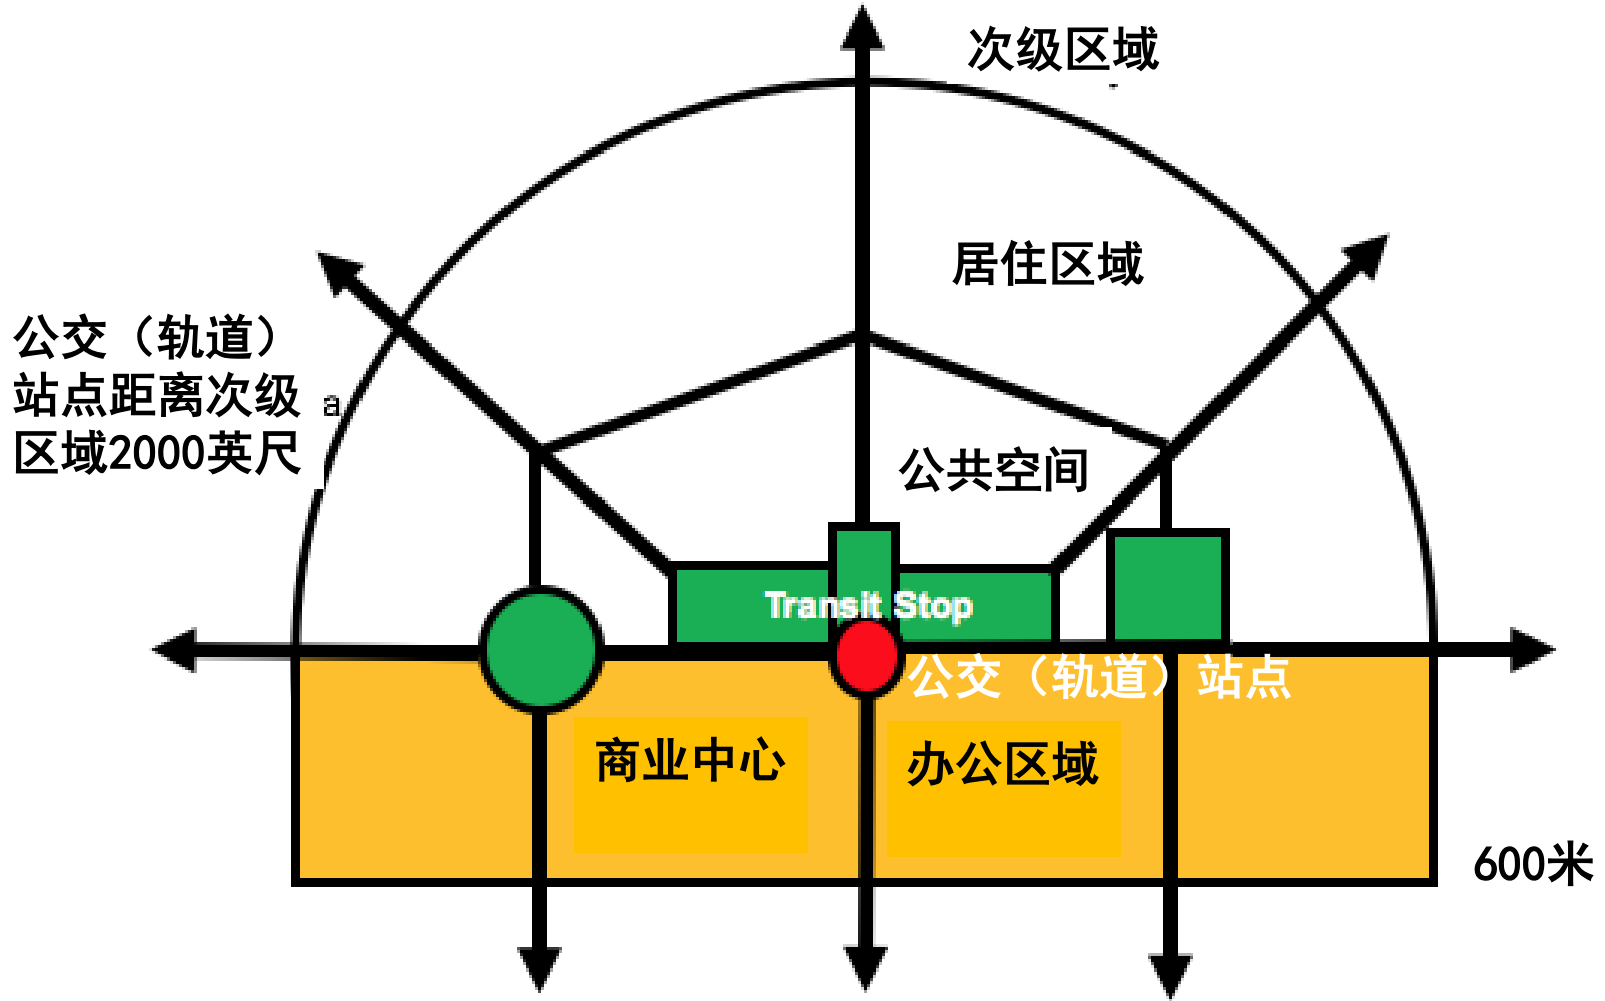 次级区域
居住区域
公交（轨道）
站点距离次级
区域2000英尺
a
公共空间
Transit Stop
公交（轨道）站点
商业中心
办公区域
600米